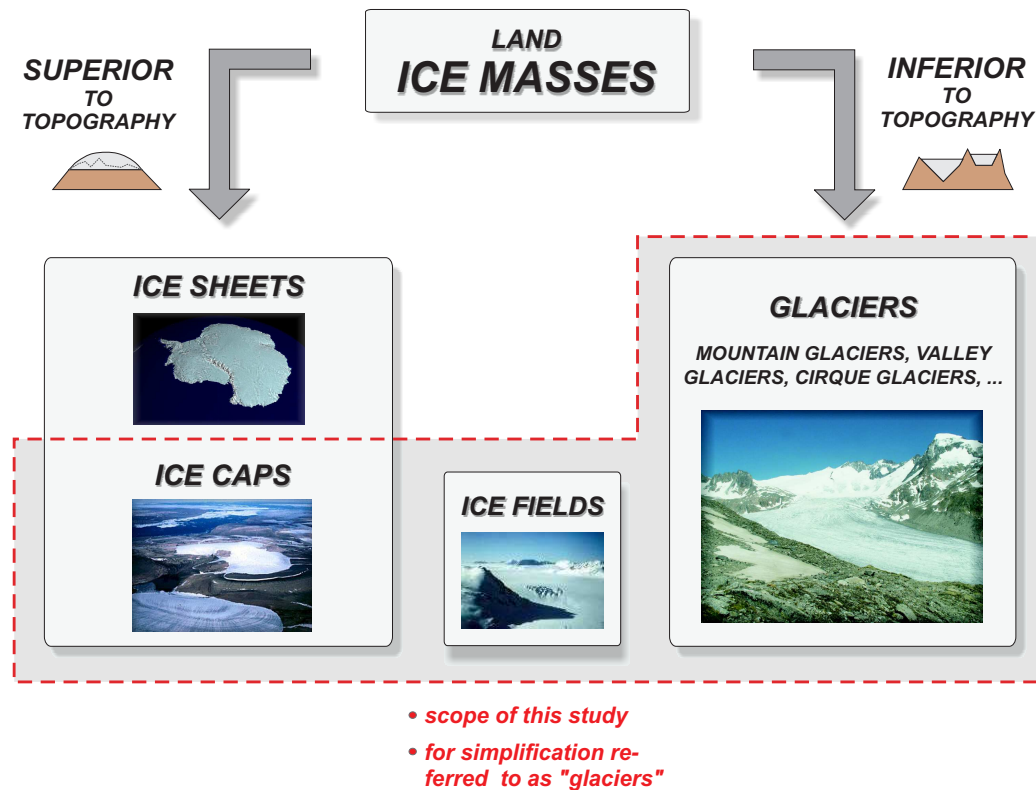 LAND
ICE MASSES
SUPERIOR
TO
TOPOGRAPHY
INFERIOR
TO
TOPOGRAPHY
ICE SHEETS
ICE CAPS
ICE FIELDS
GLACIERS
MOUNTAIN GLACIERS, VALLEY
GLACIERS, CIRQUE GLACIERS, ...
• scope of this study
• for simplification re-
ferred to as "glaciers"